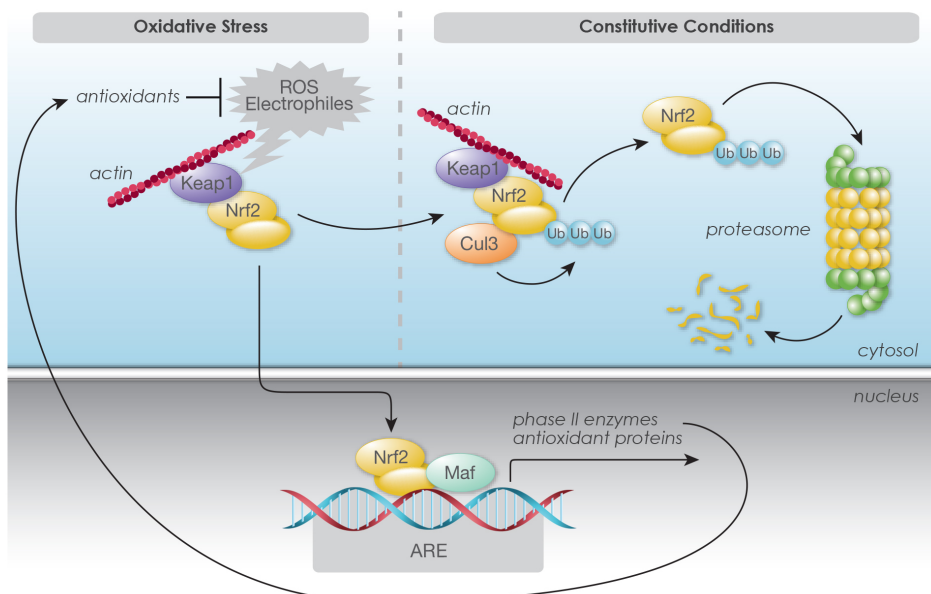 Oxidative Stress
Constitutive Conditions
antioxidants
ROS
Electrophiles
actin
Keap1
Nrf2
actin
Keap1
Nrf2
Cul3
Ub Ub Ub
Nrf2
Ub Ub Ub
proteasome
cytosol
nucleus
phase II enzymes
antioxidant proteins
Nrf2
Maf
ARE